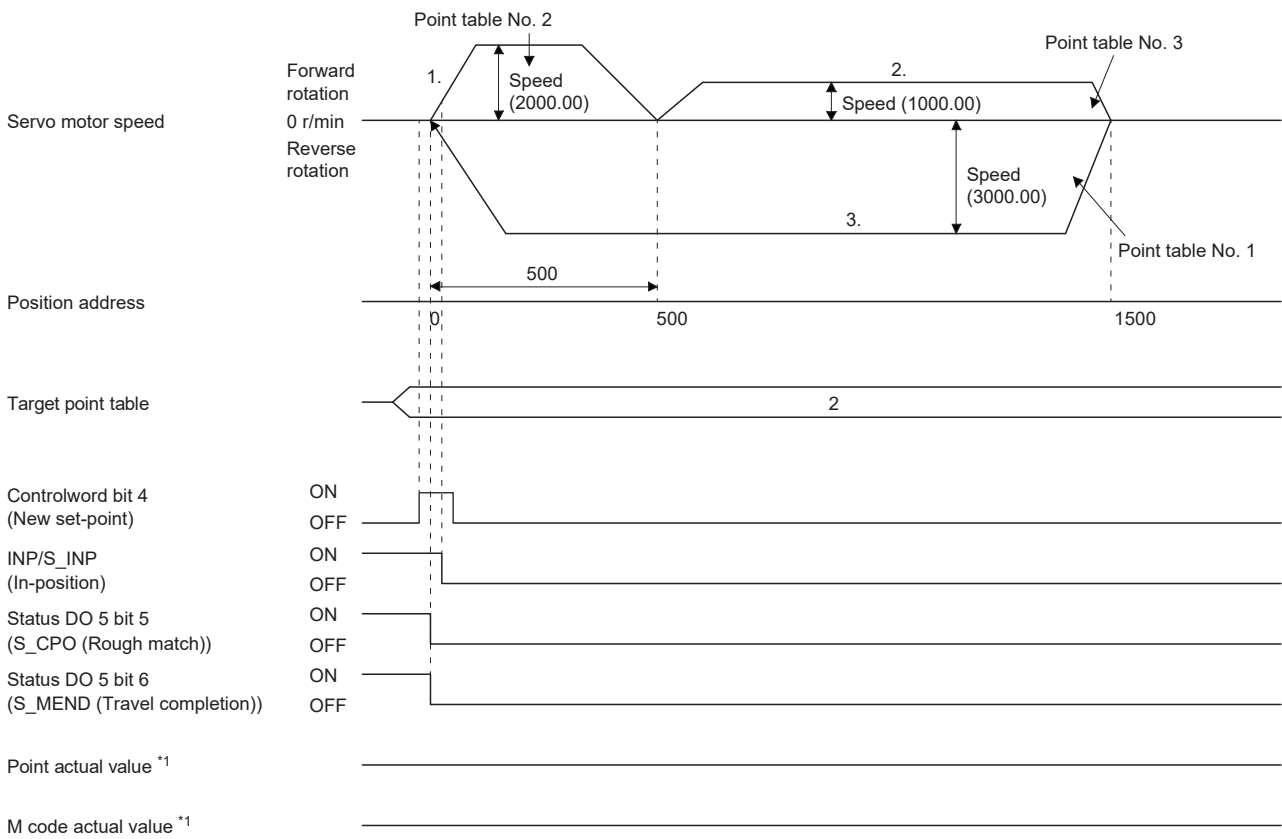 Point table No. 2
Point table No. 3
Forward
rotation
1.
Speed
(2000.00)
2.
Speed (1000.00)
Servo motor speed
0 r/min
Reverse
rotation
Speed
(3000.00)
3.
Point table No. 1
500
Position address
0
500
1500
Target point table
2
Controlword bit 4
(New set-point)
ON
OFF
INP/S_INP
(In-position)
ON
OFF
Status DO 5 bit 5
(S_CPO (Rough match))
ON
OFF
Status DO 5 bit 6
(S_MEND (Travel completion))
ON
OFF
Point actual value *1
M code actual value *1